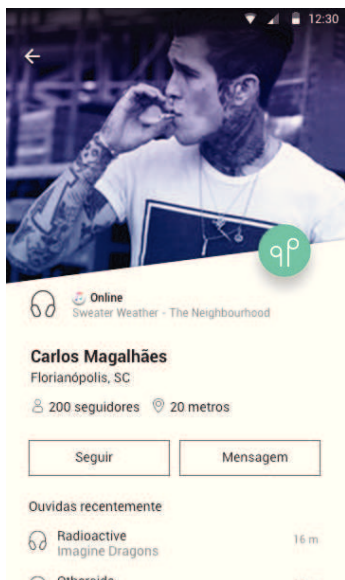 12:30
Online
Sweater Weather - The Neighbourhood
Carlos Magalhães
Florianópolis, SC
200 seguidores 20 metros
Seguir Mensagem
Ouvidas recentemente
Radioactive 16 m
Imagine Dragons